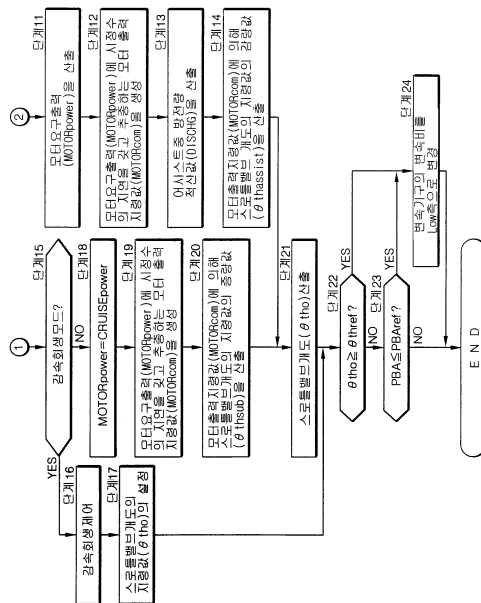 ①
단계15
감속회생모드?
YES
NO
단계16
감속회생제어
단계17
스로틀밸브개도의
지령값(θtho)의 설정
단계18
MOTORpower=CRUISEpower
단계19
모터요구출력(MOTORpower)에 시정수
의 지연을 갖고 추종하는 모터 출력
지령값(MOTORcom)을 생성
단계20
모터출력지령값(MOTORcom)에 의해
스로틀밸브 개도의 지령값의 증량값
(θthsub)을 산출
②
단계11
모터요구출력
(MOTORpower)을 산출
단계12
모터요구출력(MOTORpower)에 시정수
의 지연을 갖고 추종하는 모터 출력
지령값(MOTORcom)을 생성
단계13
어시스트중 방전량
적산값(DISCHG)을 산출
단계14
모터출력지령값(MOTORcom)에 의해
스로틀밸브 개도의 지령값의 감량값
(θthassist)을 산출
단계21
스로틀밸브개도(θtho)산출
단계22
θtho≧θthref?
YES
NO
단계23
PBA≦PBAref?
YES
NO
단계24
변속기구의 변속비를
Low측으로 변경
END